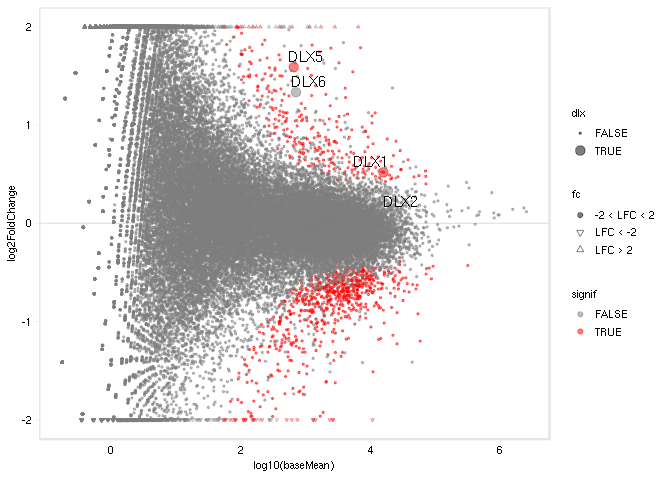 2
1
0
-1
-2
log2FoldChange
DLX5
DLX6
DLX1
DLX2
0
2
4
6
log10(baseMean)
dlx
FALSE
TRUE
fc
-2 < LFC < 2
LFC < -2
LFC > 2
signif
FALSE
TRUE